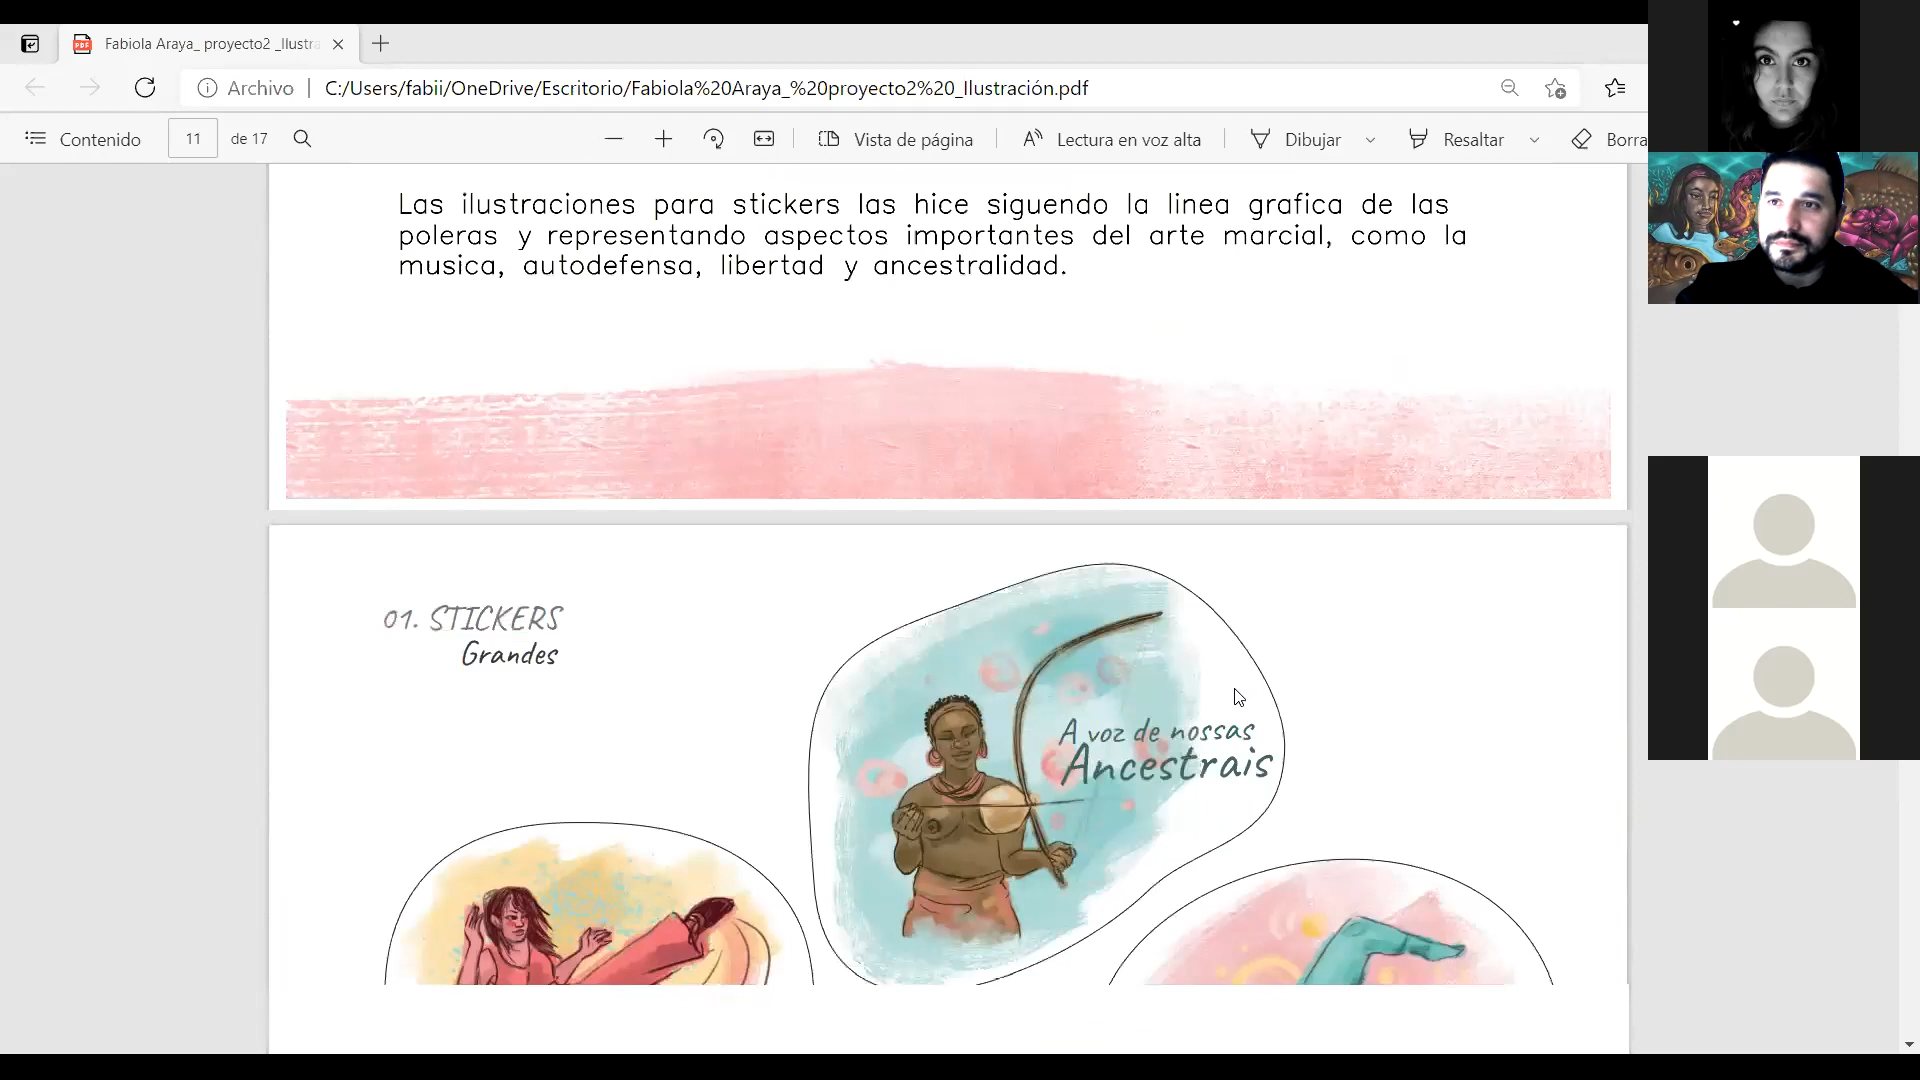 Fabiola Araya_ proyecto2 _Ilustra
Archivo
C:/Users/fabii/OneDrive/Escritorio/Fabiola%20Araya_%20proyecto2%20_Ilustración.pdf
Contenido
11
de 17
Vista de página
Lectura en voz alta
Dibujar
Resaltar
Borra
Las ilustraciones para stickers las hice siguendo la linea grafica de las
poleras y representando aspectos importantes del arte marcial, como la
musica, autodefensa, libertad y ancestralidad.
01. STICKERS
Grandes
A voz de nossas
Ancestrais